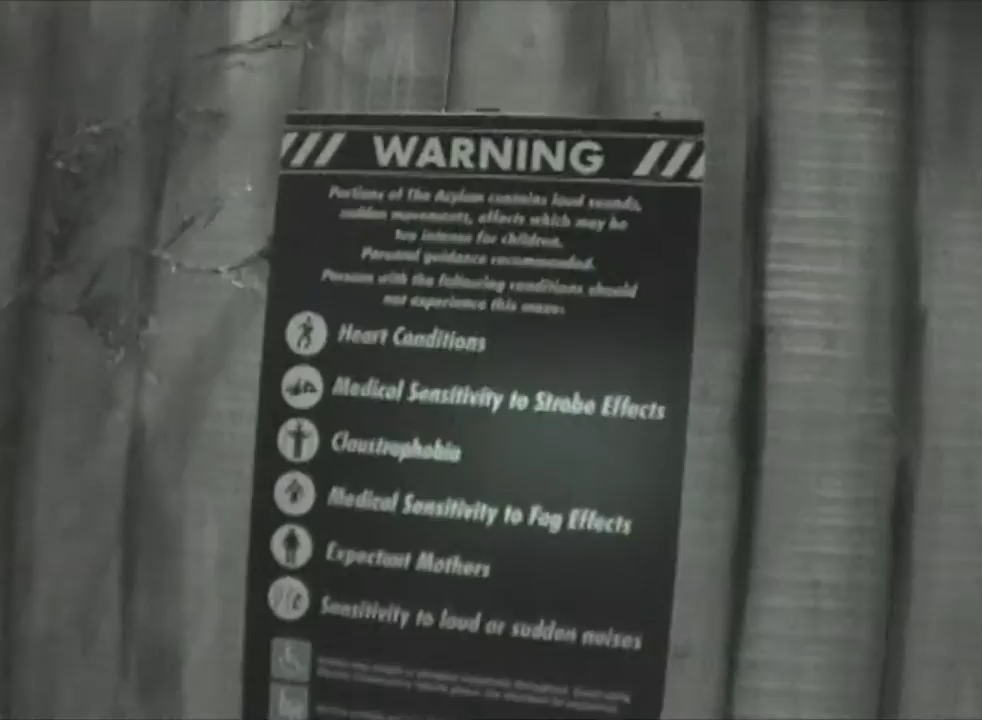 WARNING
Portions of The Asylum contains loud sounds,
sudden movements, effects which may be
too intense for children.
Personal guidance recommended.
Persons with the following conditions should
not experience this maze:
Heart Conditions
Medical Sensitivity to Strobe Effects
Claustrophobia
Medical Sensitivity to Fog Effects
Expectant Mothers
Sensitivity to loud or sudden noises